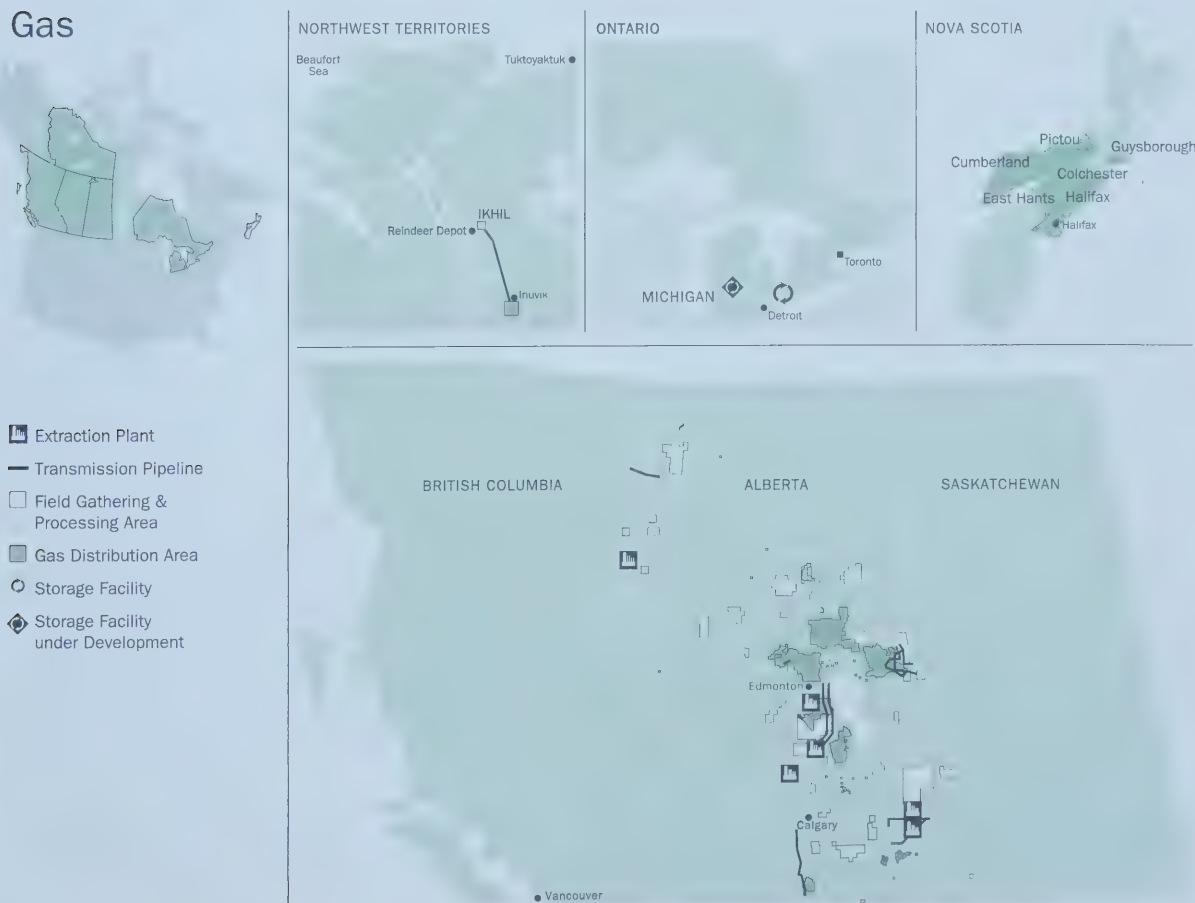 Gas
NORTHWEST TERRITORIES
Beaufort
Sea
Tuktoyaktuk
IKHIL
Reindeer Depot
Inuvik
ONTARIO
Toronto
MICHIGAN
Detroit
NOVA SCOTIA
Pictou
Guysborough
Cumberland
Colchester
East Hants
Halifax
Halifax
Extraction Plant
Transmission Pipeline
Field Gathering &
Processing Area
Gas Distribution Area
Storage Facility
Storage Facility
under Development
BRITISH COLUMBIA
ALBERTA
SASKATCHEWAN
Edmonton
Calgary
Vancouver